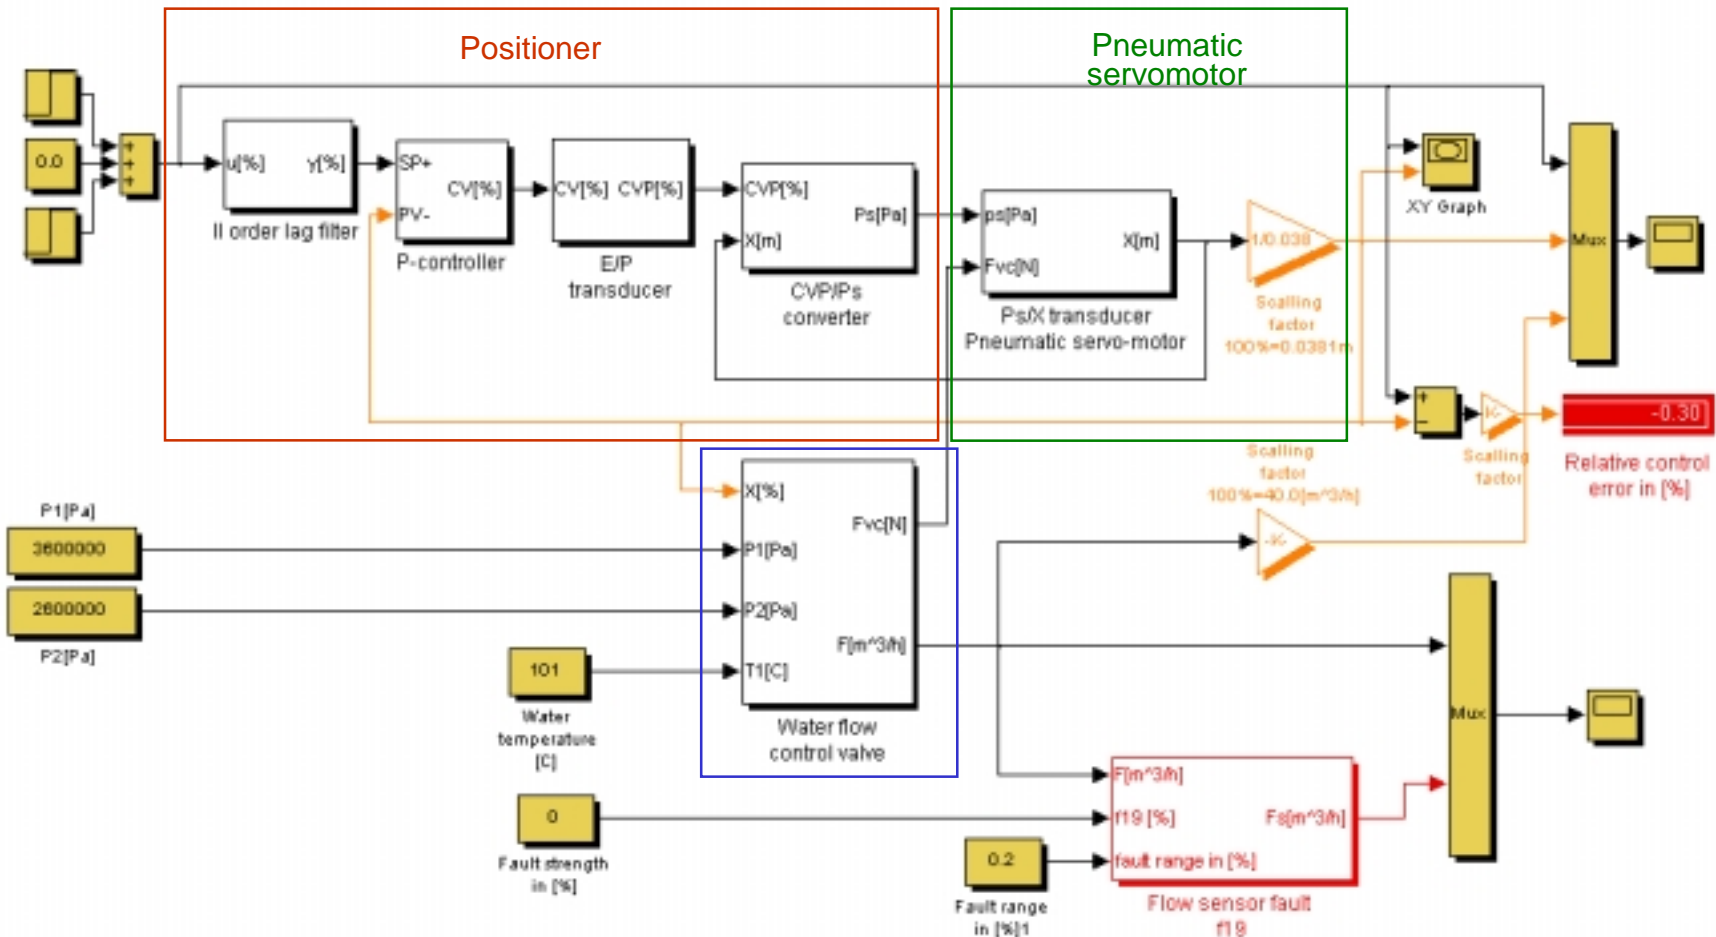 Positioner
Pneumatic
servomotor
0.0
+
+
+
u[%]
y[%]
II order lag filter
SP+
PV-
CV[%]
P-controller
CV[%]
CVP[%]
E/P
transducer
CVP[%]
X[m]
Ps[Pa]
CVP/Ps
converter
ps[Pa]
Fvc[N]
X[m]
Ps/X transducer
Pneumatic servo-motor
1/0.038
Scalling
factor
100%=0.0381m
XY Graph
Mux
+
-
-K-
Scalling
factor
-0.30
Relative control
error in [%]
Scalling
factor
100%=40.0[m^3/h]
-K-
P1[Pa]
3600000
2600000
P2[Pa]
X[%]
P1[Pa]
P2[Pa]
T1[C]
Fvc[N]
F[m^3/h]
Water flow
control valve
101
Water
temperature
[C]
0
Fault strength
in [%]
0.2
Fault range
in [%]1
F[m^3/h]
f19 [%]
fault range in [%]
Fs[m^3/h]
Flow sensor fault
f19
Mux